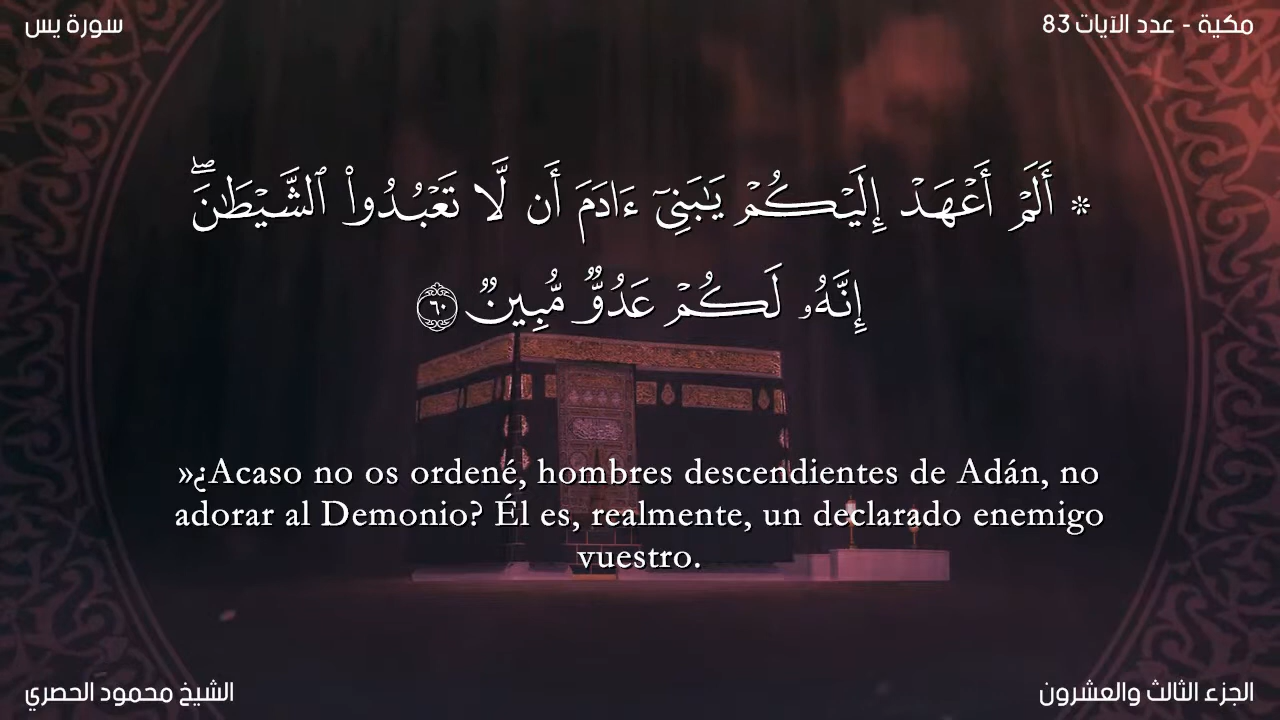 سورة يس
مكية - عدد الآيات 83
۞ أَلَمْ أَعْهَدْ إِلَيْكُمْ يَـٰبَنِىٓ ءَادَمَ أَن لَّا تَعْبُدُوا۟ ٱلشَّيْطَـٰنَ ۖ
إِنَّهُۥ لَكُمْ عَدُوٌّ مُّبِينٌ ٦٠
»¿Acaso no os ordené, hombres descendientes de Adán, no
adorar al Demonio? Él es, realmente, un declarado enemigo
vuestro.
الشيخ محمود الحصري
الجزء الثالث والعشرون